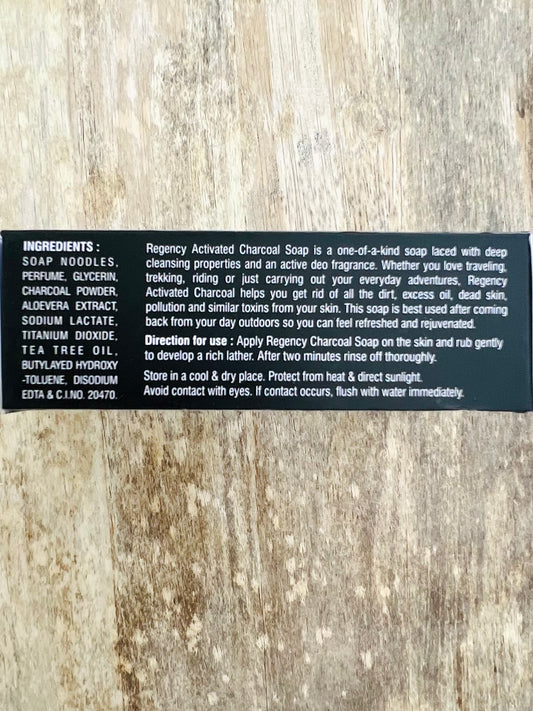 INGREDIENTS :
SOAP NOODLES,
PERFUME, GLYCERIN,
CHARCOAL POWDER,
ALOEVERA EXTRACT,
SODIUM LACTATE,
TITANIUM DIOXIDE,
TEA TREE OIL,
BUTYLAYED HYDROXY
-TOLUENE, DISODIUM
EDTA & C.I.NO. 20470.
Regency Activated Charcoal Soap is a one-of-a-kind soap laced with deep
cleansing properties and an active deo fragrance. Whether you love traveling,
trekking, riding or just carrying out your everyday adventures, Regency
Activated Charcoal helps you get rid of all the dirt, excess oil, dead skin,
pollution and similar toxins from your skin. This soap is best used after coming
back from your day outdoors so you can feel refreshed and rejuvenated.
Direction for use : Apply Regency Charcoal Soap on the skin and rub gently
to develop a rich lather. After two minutes rinse off thoroughly.
Store in a cool & dry place. Protect from heat & direct sunlight.
Avoid contact with eyes. If contact occurs, flush with water immediately.